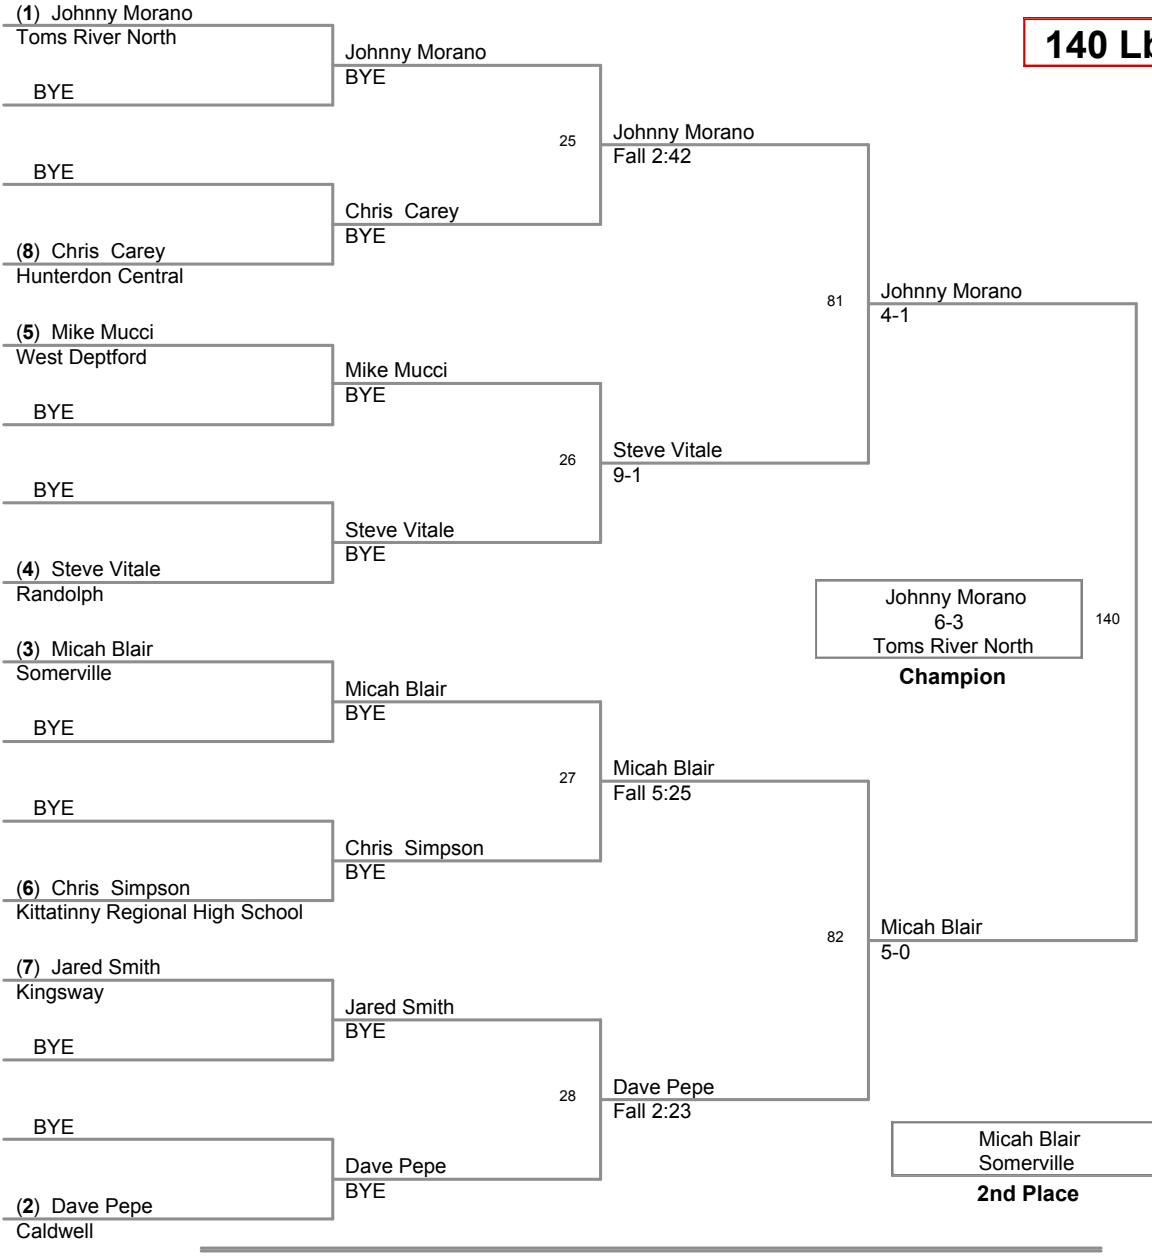 (1) Johnny Morano
Toms River North
140 Lb
Johnny Morano
BYE
BYE
25
Johnny Morano
Fall 2:42
BYE
Chris  Carey
BYE
(8) Chris  Carey
Hunterdon Central
81
Johnny Morano
4-1
(5) Mike Mucci
West Deptford
Mike Mucci
BYE
BYE
26
Steve Vitale
9-1
BYE
Steve Vitale
BYE
(4) Steve Vitale
Randolph
Johnny Morano
6-3
Toms River North
140
Champion
(3) Micah Blair
Somerville
Micah Blair
BYE
BYE
27
Micah Blair
Fall 5:25
BYE
Chris  Simpson
BYE
(6) Chris  Simpson
Kittatinny Regional High School
82
Micah Blair
5-0
(7) Jared Smith
Kingsway
Jared Smith
BYE
BYE
28
Dave Pepe
Fall 2:23
BYE
Dave Pepe
BYE
(2) Dave Pepe
Caldwell
Micah Blair
Somerville
2nd Place